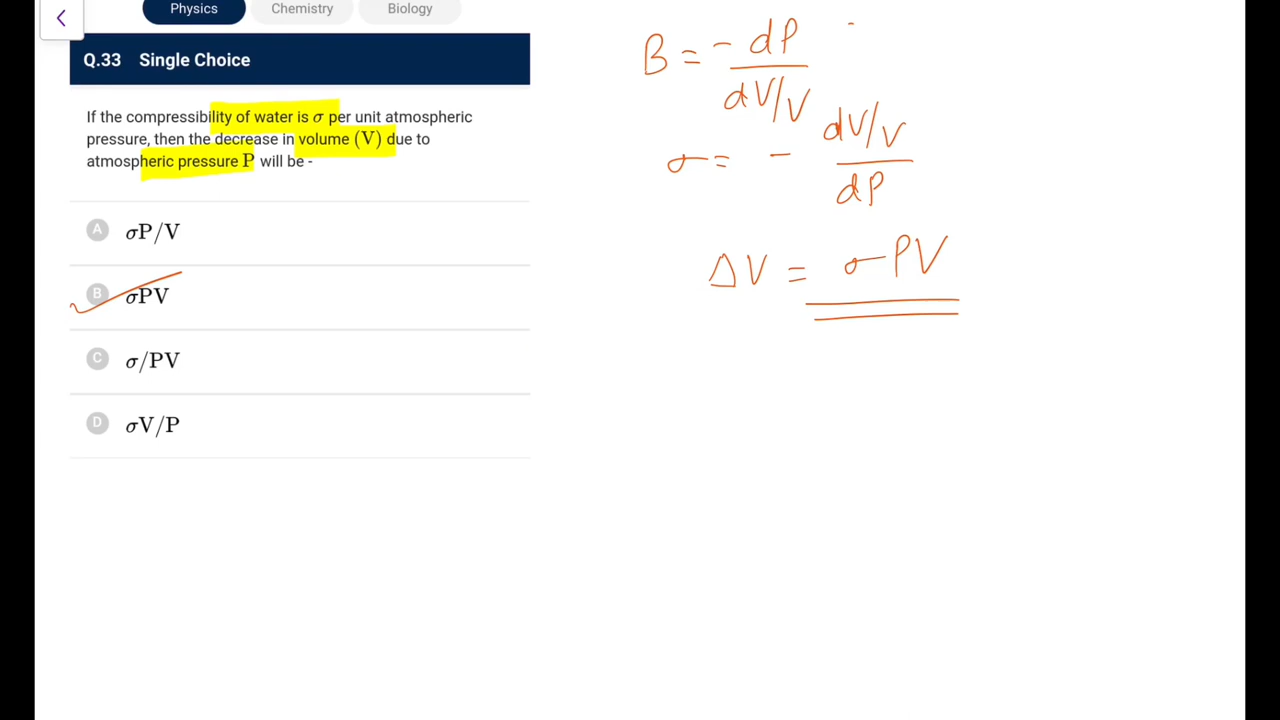 Physics Chemistry Biology
Q.33 Single Choice
If the compressibility of water is σ per unit atmospheric
pressure, then the decrease in volume (V) due to
atmospheric pressure P will be -
A σP/V
B σPV
C σ/PV
D σV/P
B = - dP
dV/V
σ = - dV/V
dP
ΔV = σPV